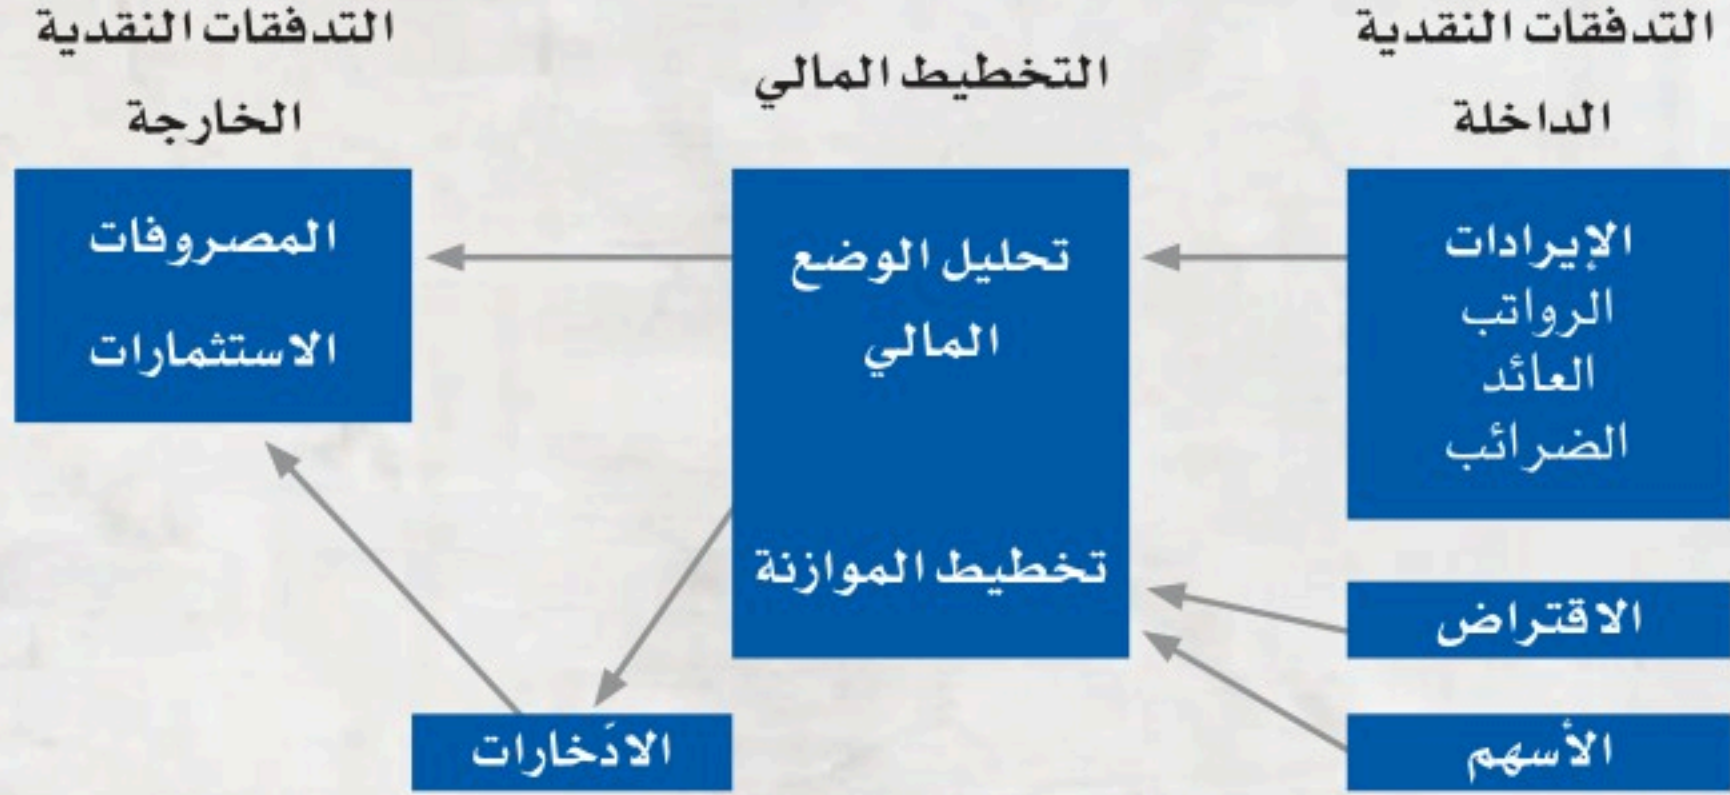 التدفقات النقدية
الداخلة
الإيرادات
الرواتب
العائد
الضرائب
الاقتراض
الأسهم
التخطيط المالي
تحليل الوضع
المالي
تخطيط الموازنة
التدفقات النقدية
الخارجة
المصروفات
الاستثمارات
الادَخارات